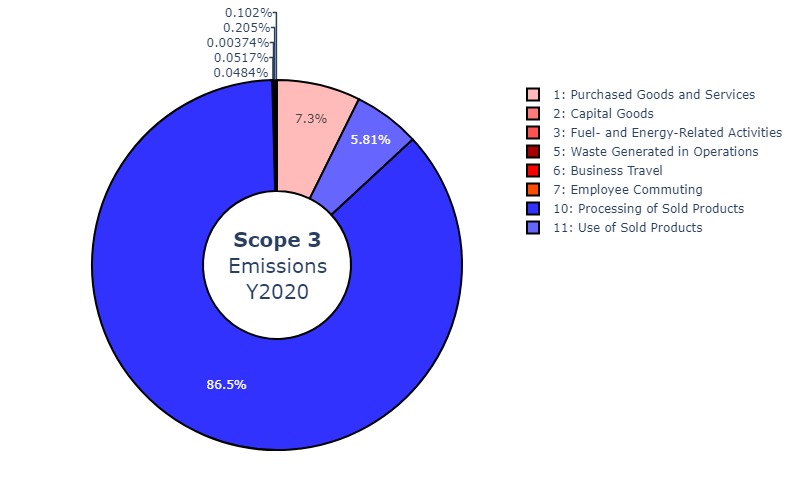 0.102%
0.205%
0.00374%
0.0517%
0.0484%
7.3%
5.81%
86.5%
Scope 3
Emissions
Y2020
1: Purchased Goods and Services
2: Capital Goods
3: Fuel- and Energy-Related Activities
5: Waste Generated in Operations
6: Business Travel
7: Employee Commuting
10: Processing of Sold Products
11: Use of Sold Products